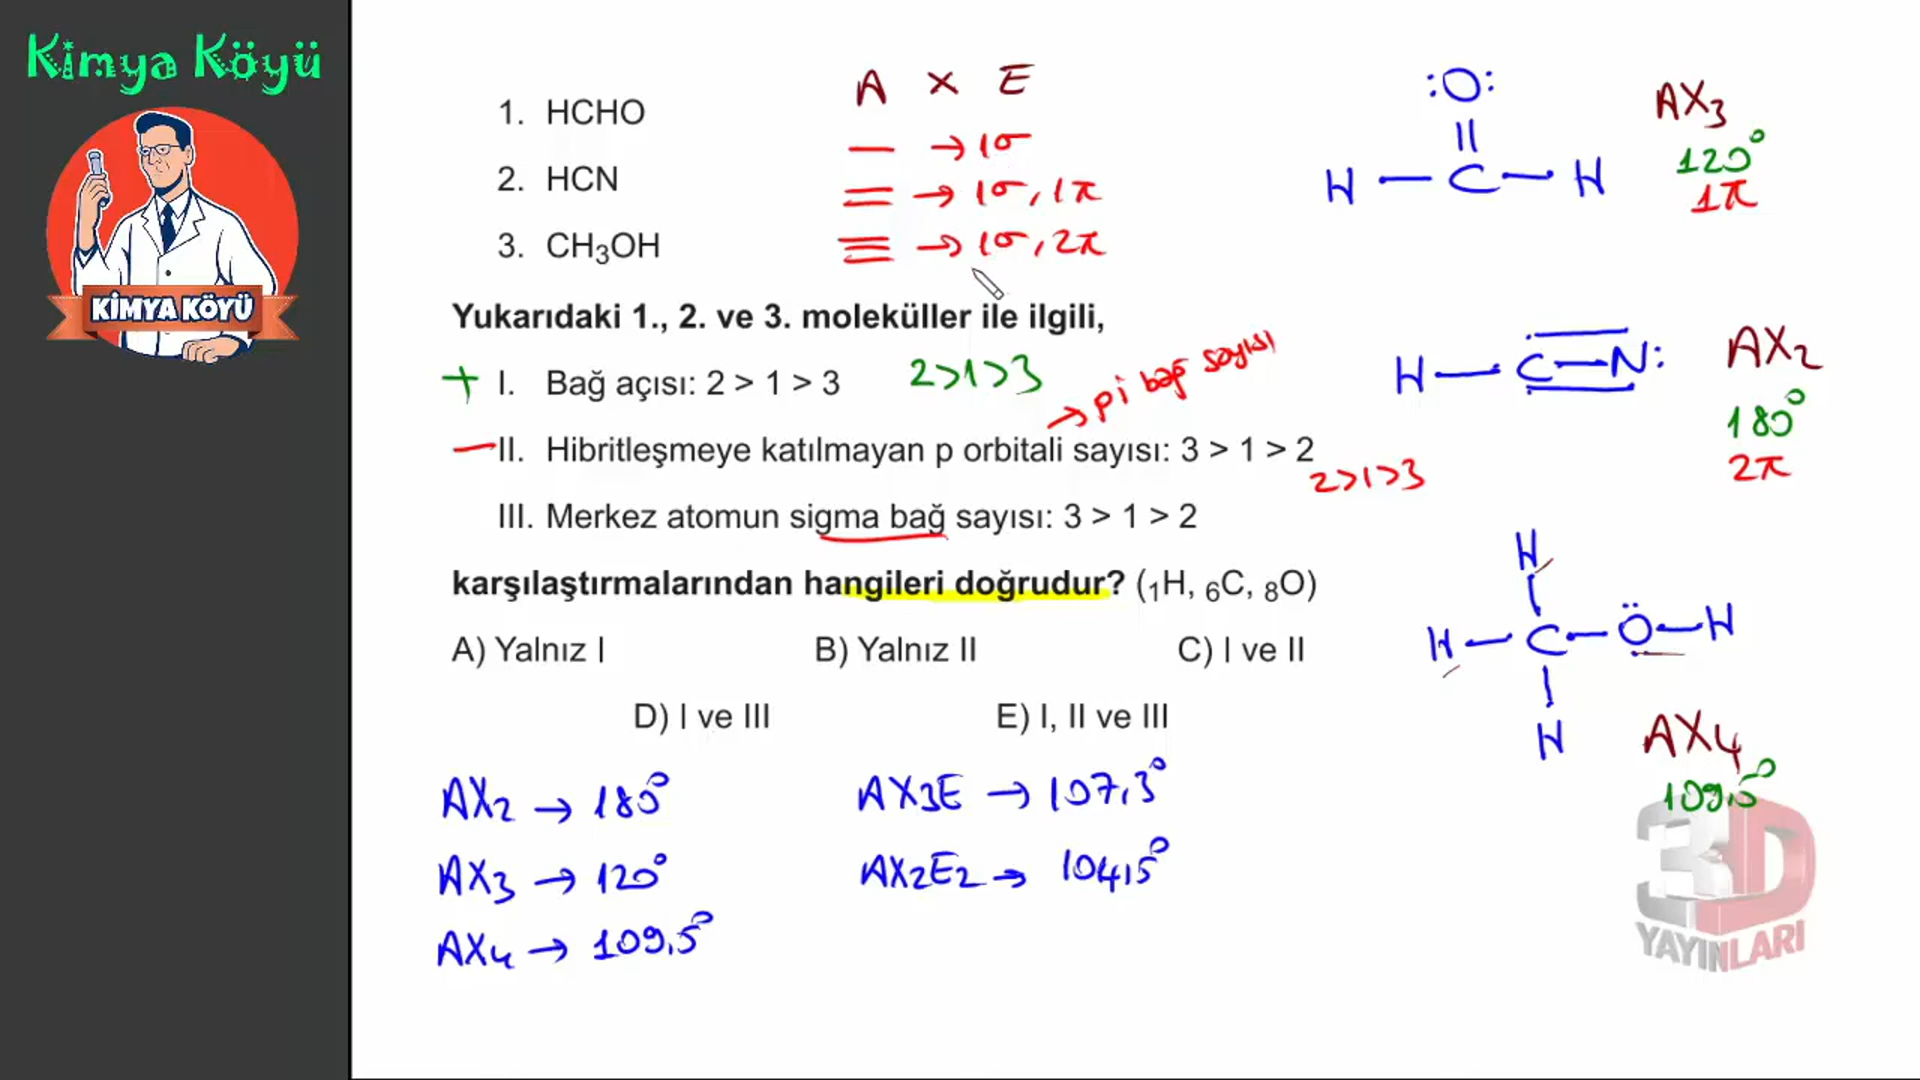 Kimya Köyü
KİMYA KÖYÜ
1. HCHO
2. HCN
3. CH₃OH
A X E
— → 1σ
= → 1σ, 1π
≡ → 1σ, 2π
Yukarıdaki 1., 2. ve 3. moleküller ile ilgili,
+ I. Bağ açısı: 2 > 1 > 3 2>1>3
→ pi bağ sayısı
— II. Hibritleşmeye katılmayan p orbitali sayısı: 3 > 1 > 2
2>1>3
III. Merkez atomun sigma bağ sayısı: 3 > 1 > 2
karşılaştırmalarından hangileri doğrudur? (₁H, ₆C, ₈O)
A) Yalnız I B) Yalnız II C) I ve II
D) I ve III E) I, II ve III
AX₂ → 180° AX₃E → 107,3°
AX₃ → 120° AX₂E₂ → 104,5°
AX₄ → 109,5°
:O:
||
H — C — H
AX₃
120°
1π
H — C ≡ N:
AX₂
180°
2π
H
H — C — Ö — H
H
AX₄
109,5°
3D
YAYINLARI